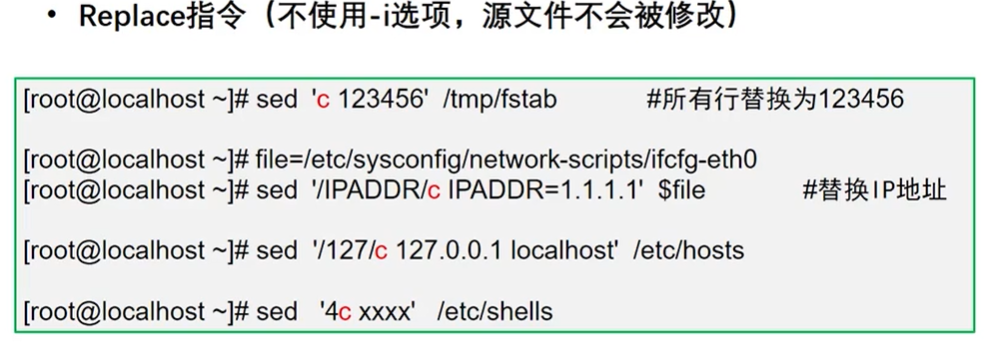 • Replace指令（不使用-i选项，源文件不会被修改）
[root@localhost ~]# sed 'c 123456' /tmp/fstab #所有行替换为123456
[root@localhost ~]# file=/etc/sysconfig/network-scripts/ifcfg-eth0
[root@localhost ~]# sed '/IPADDR/c IPADDR=1.1.1.1' $file #替换IP地址
[root@localhost ~]# sed '/127/c 127.0.0.1 localhost' /etc/hosts
[root@localhost ~]# sed '4c xxxx' /etc/shells